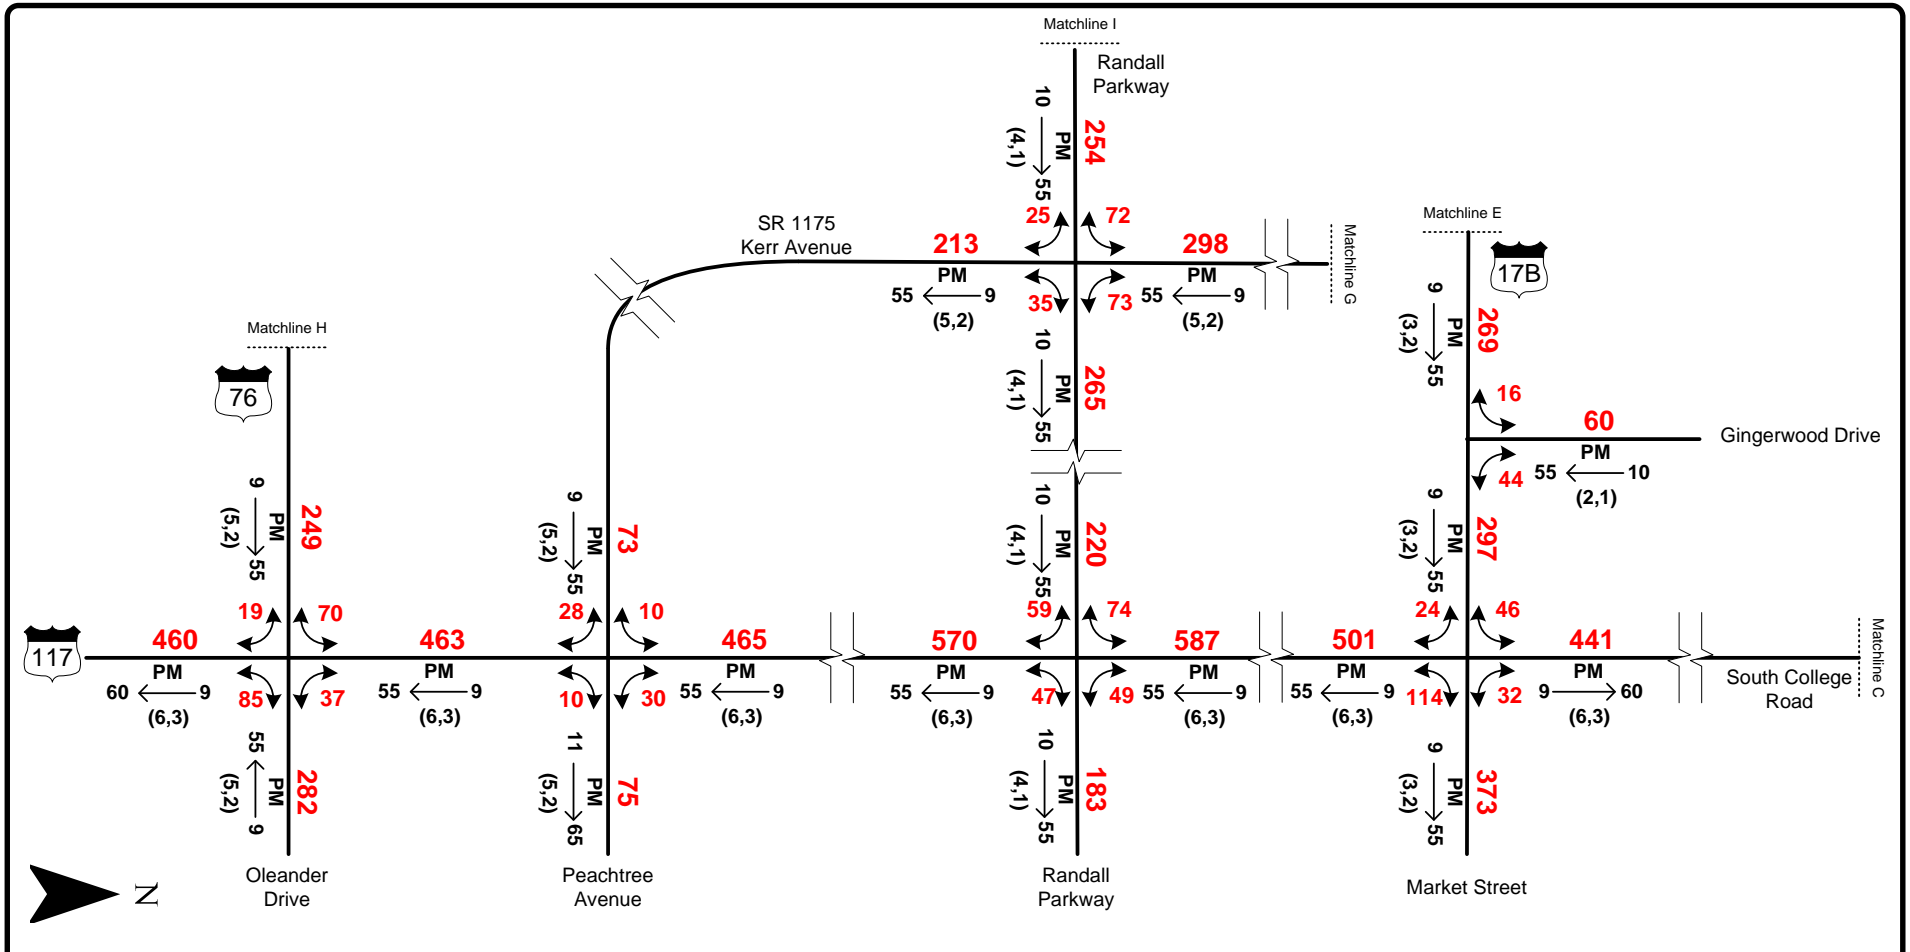 Matchline I
Randall
Parkway
10
55
PM
(4,1)
254
25
72
SR 1175
Kerr Avenue
213
PM
55
9
(5,2)
298
PM
55
9
(5,2)
Matchline G
35
73
10
55
PM
(4,1)
265
Matchline E
17B
9
55
PM
(3,2)
269
16
60
PM
55
10
(2,1)
Gingerwood Drive
44
9
55
PM
(3,2)
297
Matchline H
76
9
55
PM
(5,2)
249
9
55
PM
(5,2)
73
10
55
PM
(4,1)
220
19
70
28
10
59
74
24
46
117
460
PM
60
9
(6,3)
463
PM
55
9
(6,3)
465
PM
55
9
(6,3)
570
PM
55
9
(6,3)
587
PM
55
9
(6,3)
501
PM
55
9
(6,3)
441
PM
9
60
(6,3)
South College
Road
Matchline C
85
37
10
30
47
49
114
32
55
9
PM
(5,2)
282
11
65
PM
(5,2)
75
10
55
PM
(4,1)
183
9
55
PM
(3,2)
373
N
Oleander
Drive
Peachtree
Avenue
Randall
Parkway
Market Street